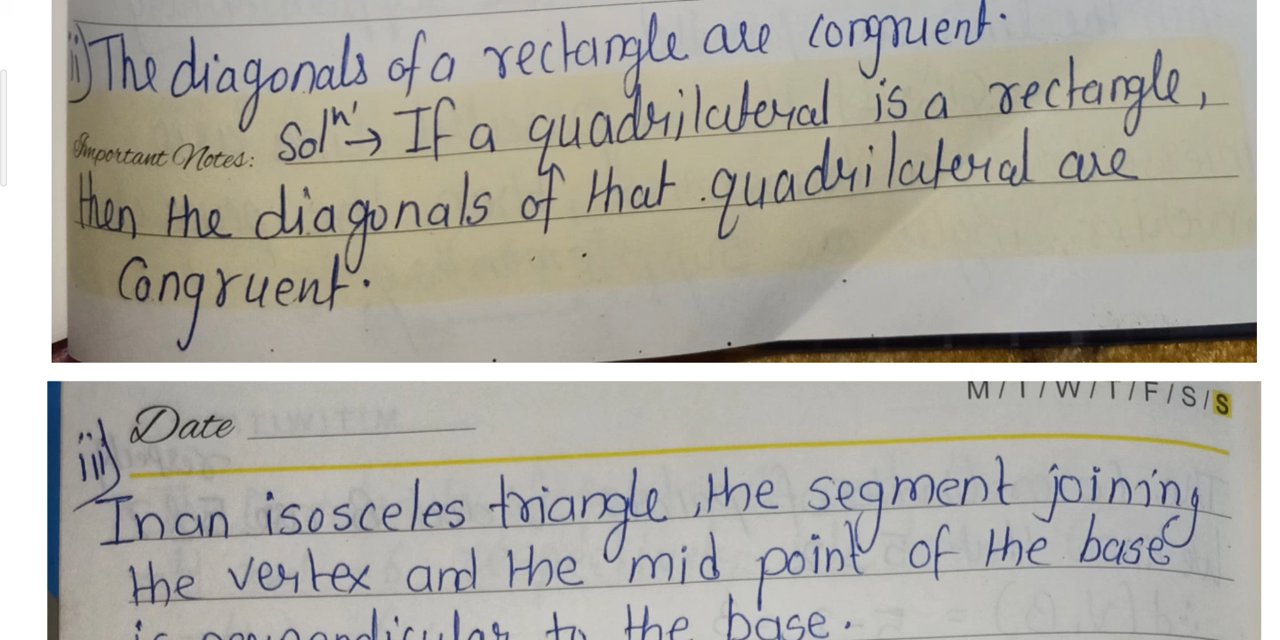 ii) The diagonals of a rectangle are congruent.
Important Notes: Solⁿ' → If a quadrilateral is a rectangle,
then the diagonals of that quadrilateral are
Congruent.
M/T/W/T/F/S/S
Date
iii)
In an isosceles triangle, the segment joining
the vertex and the mid point of the base
is perpendicular to the base.